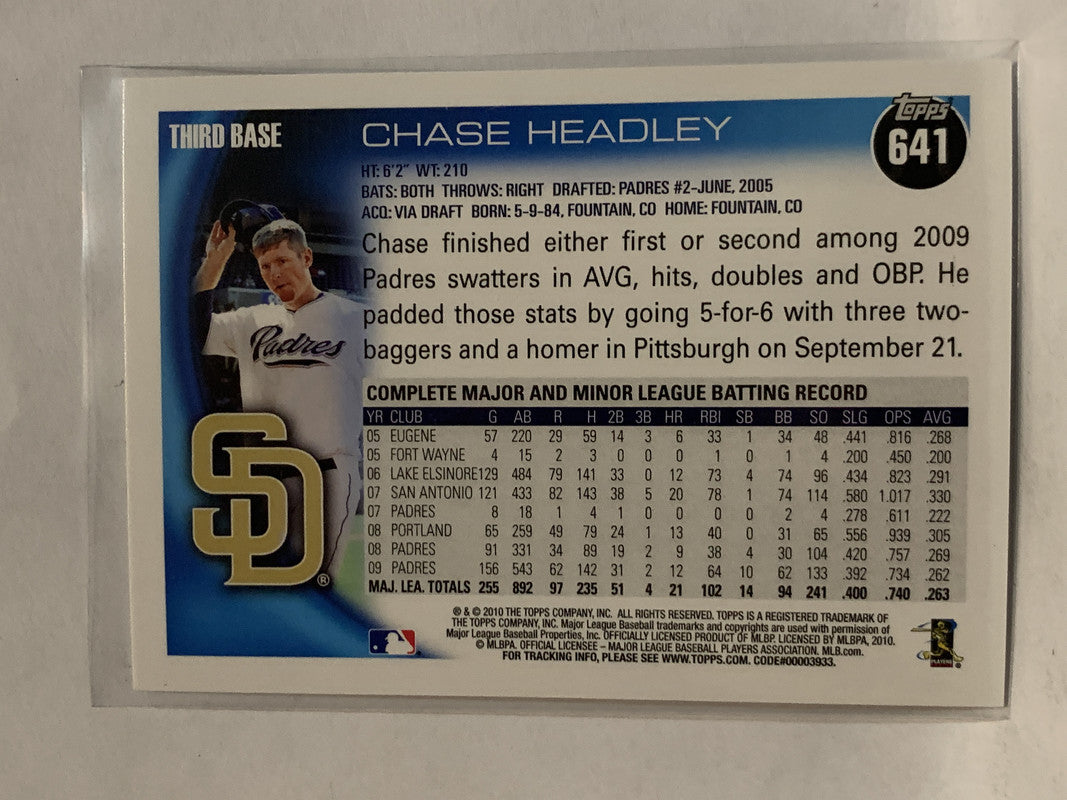 THIRD BASE
CHASE HEADLEY
Topps
641
HT: 6'2" WT: 210
BATS: BOTH THROWS: RIGHT DRAFTED: PADRES #2-JUNE, 2005
ACQ: VIA DRAFT BORN: 5-9-84, FOUNTAIN, CO HOME: FOUNTAIN, CO
Chase finished either first or second among 2009
Padres swatters in AVG, hits, doubles and OBP. He
padded those stats by going 5-for-6 with three two-
baggers and a homer in Pittsburgh on September 21.
Padres
SD
®
COMPLETE MAJOR AND MINOR LEAGUE BATTING RECORD
YR CLUB G AB R H 2B 3B HR RBI SB BB SO SLG OPS AVG
05 EUGENE 57 220 29 59 14 3 6 33 1 34 48 .441 .816 .268
05 FORT WAYNE 4 15 2 3 0 0 0 1 0 1 4 .200 .450 .200
06 LAKE ELSINORE 129 484 79 141 33 0 12 73 4 74 96 .434 .823 .291
07 SAN ANTONIO 121 433 82 143 38 5 20 78 1 74 114 .580 1.017 .330
07 PADRES 8 18 1 4 1 0 0 0 0 2 4 .278 .611 .222
08 PORTLAND 65 259 49 79 24 1 13 40 0 31 65 .556 .939 .305
08 PADRES 91 331 34 89 19 2 9 38 4 30 104 .420 .757 .269
09 PADRES 156 543 62 142 31 2 12 64 10 62 133 .392 .734 .262
MAJ. LEA. TOTALS 255 892 97 235 51 4 21 102 14 94 241 .400 .740 .263
® & © 2010 THE TOPPS COMPANY, INC. ALL RIGHTS RESERVED. TOPPS IS A REGISTERED TRADEMARK OF
THE TOPPS COMPANY, INC. Major League Baseball trademarks and copyrights are used with permission of
Major League Baseball Properties, Inc. OFFICIALLY LICENSED PRODUCT OF MLBP. LICENSED BY MLBPA, 2010.
© MLBPA. OFFICIAL LICENSEE – MAJOR LEAGUE BASEBALL PLAYERS ASSOCIATION. MLB.com.
FOR TRACKING INFO, PLEASE SEE WWW.TOPPS.COM. CODE#00003933.
PLAYERS